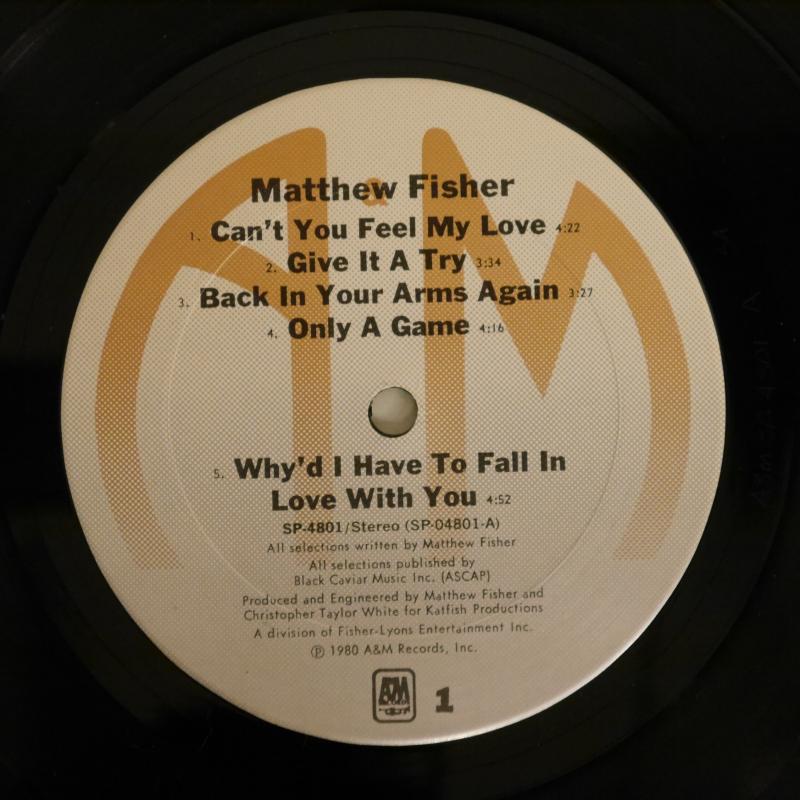 A&M
Matthew Fisher
1. Can't You Feel My Love 4:22
2. Give It A Try 3:34
3. Back In Your Arms Again 3:27
4. Only A Game 4:16
5. Why'd I Have To Fall In
Love With You 4:52
SP-4801/Stereo (SP-04801-A)
All selections written by Matthew Fisher
All selections published by
Black Caviar Music Inc. (ASCAP)
Produced and Engineered by Matthew Fisher and
Christopher Taylor White for Katfish Productions
A division of Fisher-Lyons Entertainment Inc.
℗ 1980 A&M Records, Inc.
A&M
RECORDS
1